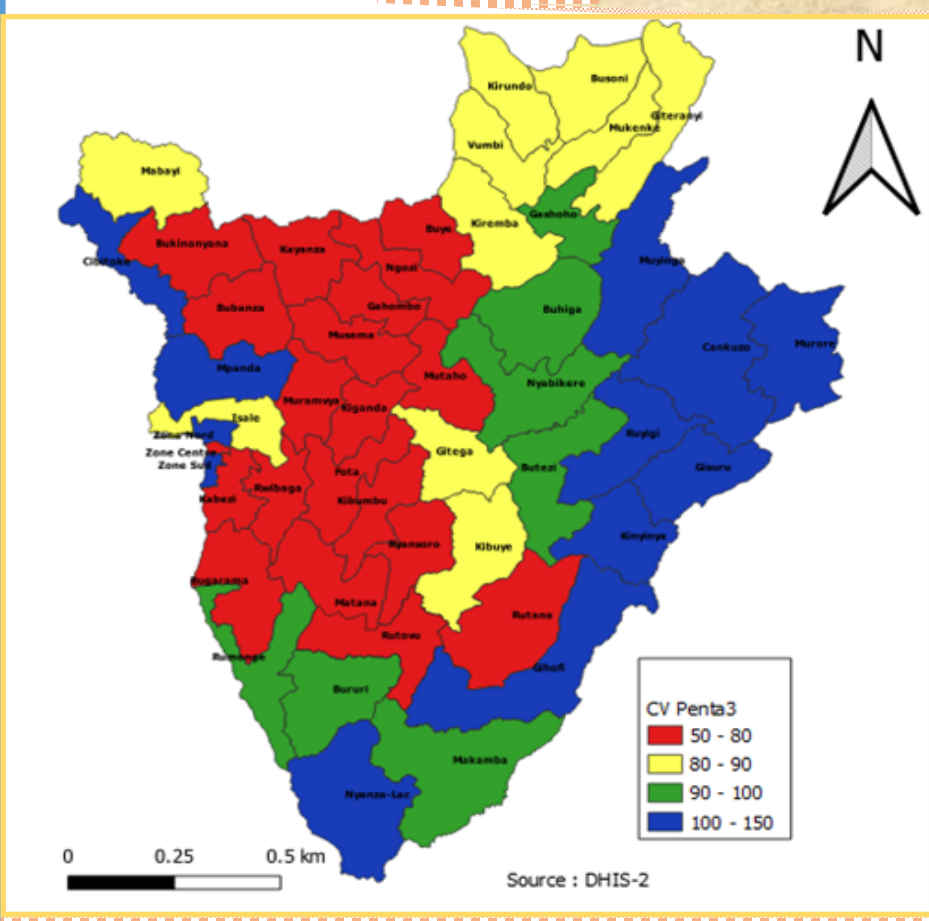 N
Kirundo
Busoni
Giteranyi
Mukenke
Vumbi
Mabayi
Gashoho
Kiremba
Buye
Bukinanyana
Kayanza
Cibitoke
Muyinga
Ngozi
Bubanza
Gahombo
Buhiga
Musema
Cankuzo
Murore
Mpanda
Mutaho
Nyabikere
Muramvya
Kiganda
Isale
Zone Nord
Ruyigi
Zone Centre
Gitega
Zone Sud
Butezi
Gisuru
Fota
Rwibaga
Kabezi
Kibumbu
Kinyinya
Ryansoro
Kibuye
Bugarama
Matana
Rutana
Rutovu
Rumonge
Gihofi
Bururi
Makamba
Nyanza-Lac
CV Penta3
50 - 80
80 - 90
90 - 100
100 - 150
0 0.25 0.5 km
Source : DHIS-2